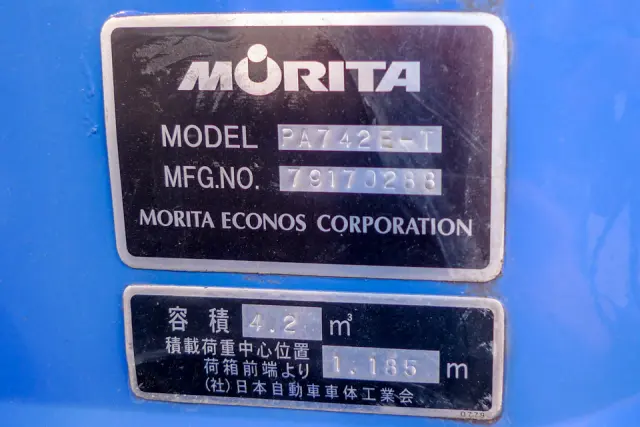 MORITA
MODEL PA742E-T
MFG.NO. 79170286
MORITA ECONOS CORPORATION
容積 4.2 m³
積載荷重中心位置
荷箱前端より 1.185 m
(社)日本自動車車体工業会